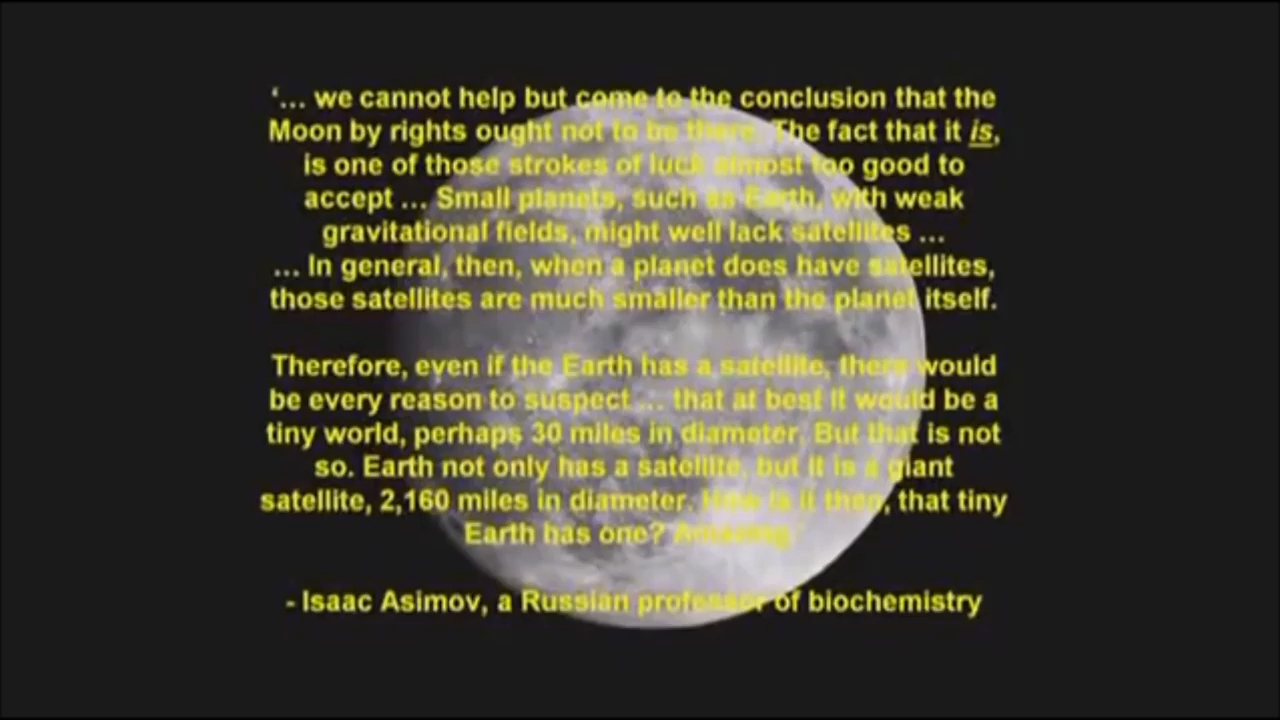 ‘... we cannot help but come to the conclusion that the
Moon by rights ought not to be there. The fact that it is,
is one of those strokes of luck almost too good to
accept ... Small planets, such as Earth, with weak
gravitational fields, might well lack satellites ...
... In general, then, when a planet does have satellites,
those satellites are much smaller than the planet itself.
Therefore, even if the Earth has a satellite, there would
be every reason to suspect ... that at best it would be a
tiny world, perhaps 30 miles in diameter. But that is not
so. Earth not only has a satellite, but it is a giant
satellite, 2,160 miles in diameter. How is it then, that tiny
Earth has one? Amazing.’
- Isaac Asimov, a Russian professor of biochemistry